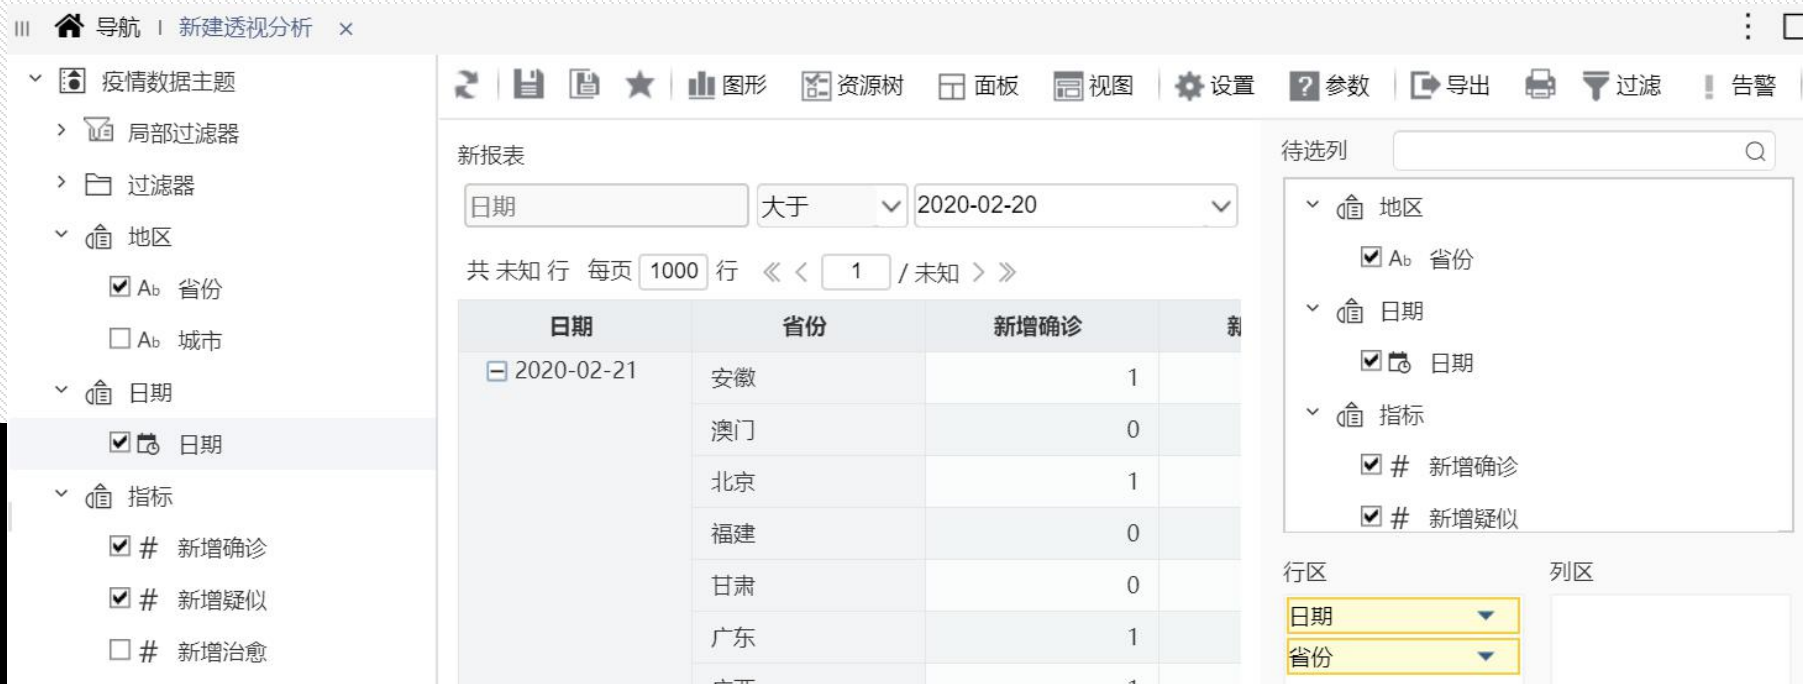 导航 新建透视分析 ×
疫情数据主题
局部过滤器
过滤器
地区
Ab 省份
Ab 城市
日期
日期
指标
# 新增确诊
# 新增疑似
# 新增治愈
图形 资源树 面板 视图 设置 ? 参数 导出 过滤 ! 告警
新报表
日期 大于 2020-02-20
共 未知 行 每页 1000 行 1 / 未知
日期 省份 新增确诊
2020-02-21 安徽 1
澳门 0
北京 1
福建 0
甘肃 0
广东 1
待选列
地区
Ab 省份
日期
日期
指标
# 新增确诊
# 新增疑似
行区 列区
日期
省份